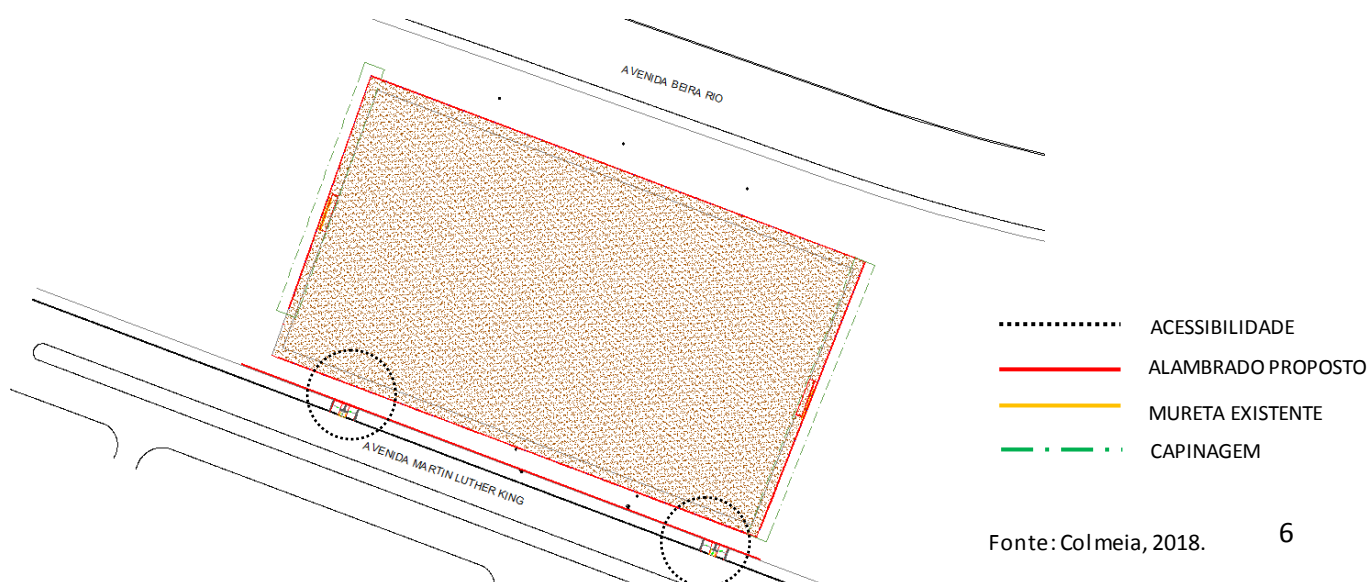 AVENIDA BEIRA RIO
AVENIDA MARTIN LUTHER KING
ACESSIBILIDADE
ALAMBRADO PROPOSTO
MURETA EXISTENTE
CAPINAGEM
Fonte: Colmeia, 2018.
6